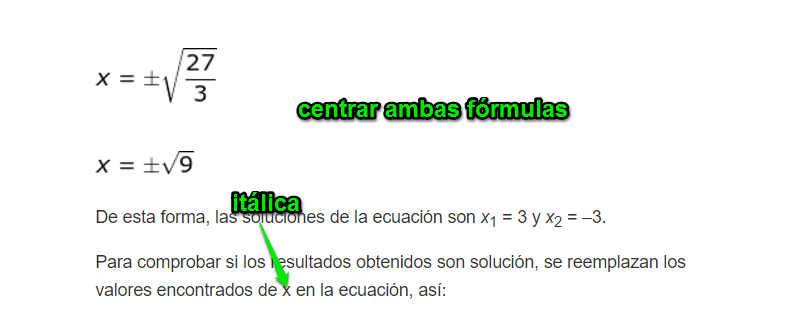 x = ±√27/3
centrar ambas fórmulas
x = ±√9
itálica
De esta forma, las soluciones de la ecuación son x₁ = 3 y x₂ = –3.
Para comprobar si los resultados obtenidos son solución, se reemplazan los
valores encontrados de x en la ecuación, así: